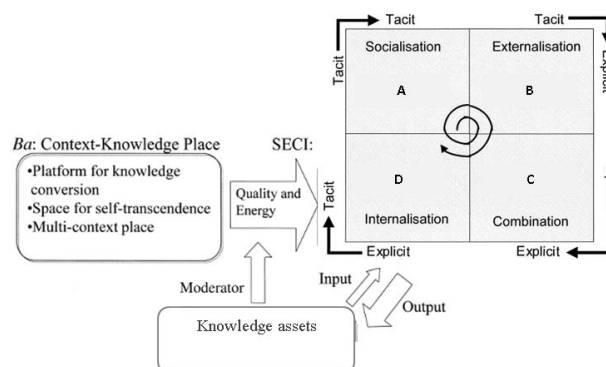 Tacit
Tacit
Socialisation
Externalisation
Tacit
Explicit
A
B
Ba: Context-Knowledge Place
SECI:
•Platform for knowledge
conversion
•Space for self-transcendence
•Multi-context place
Quality and
Energy
D
C
Tacit
Internalisation
Combination
Explicit
Explicit
Moderator
Input
Output
Knowledge assets